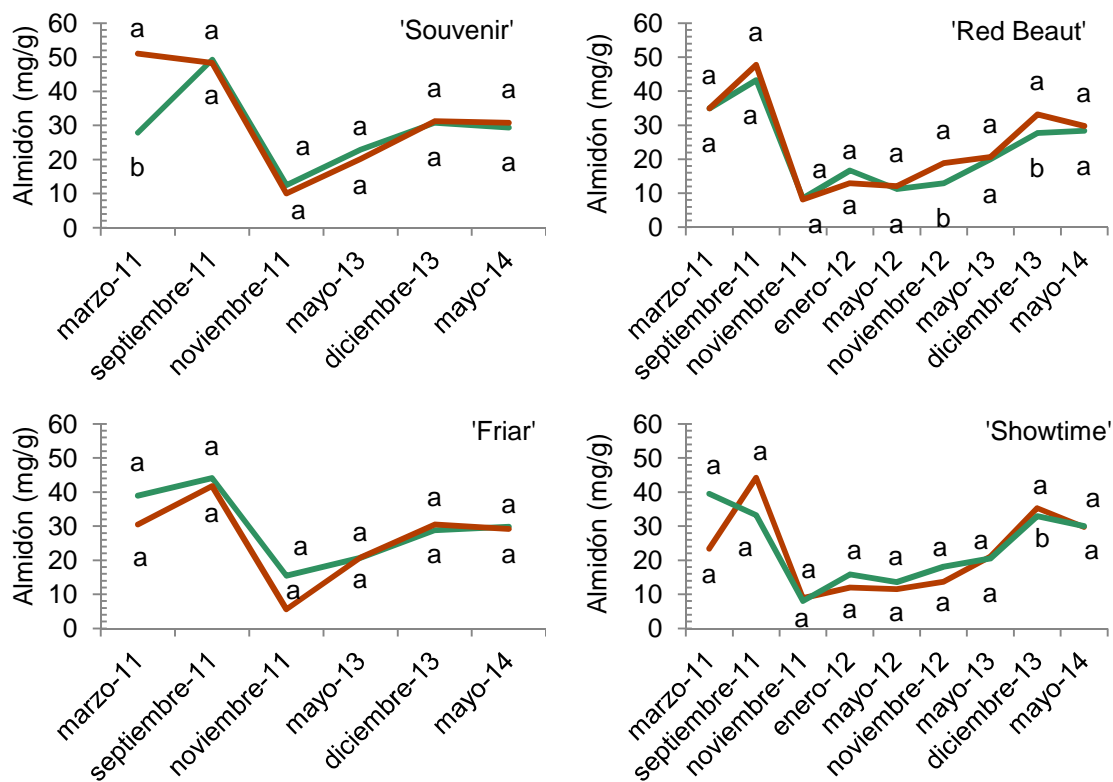 'Souvenir'
Almidón (mg/g)
60
50
40
30
20
10
0
a a a a a a
b a a a a a
marzo-11
septiembre-11
noviembre-11
mayo-13
diciembre-13
mayo-14
'Red Beaut'
Almidón (mg/g)
60
50
40
30
20
10
0
a a a a a a a a a
a a a a a b a b a
marzo-11
septiembre-11
noviembre-11
enero-12
mayo-12
noviembre-12
mayo-13
diciembre-13
mayo-14
'Friar'
Almidón (mg/g)
60
50
40
30
20
10
0
a a a a a a
a a a a a a
marzo-11
septiembre-11
noviembre-11
mayo-13
diciembre-13
mayo-14
'Showtime'
Almidón (mg/g)
60
50
40
30
20
10
0
a a a a a a a a a
a a a a a a a b a
marzo-11
septiembre-11
noviembre-11
enero-12
mayo-12
noviembre-12
mayo-13
diciembre-13
mayo-14